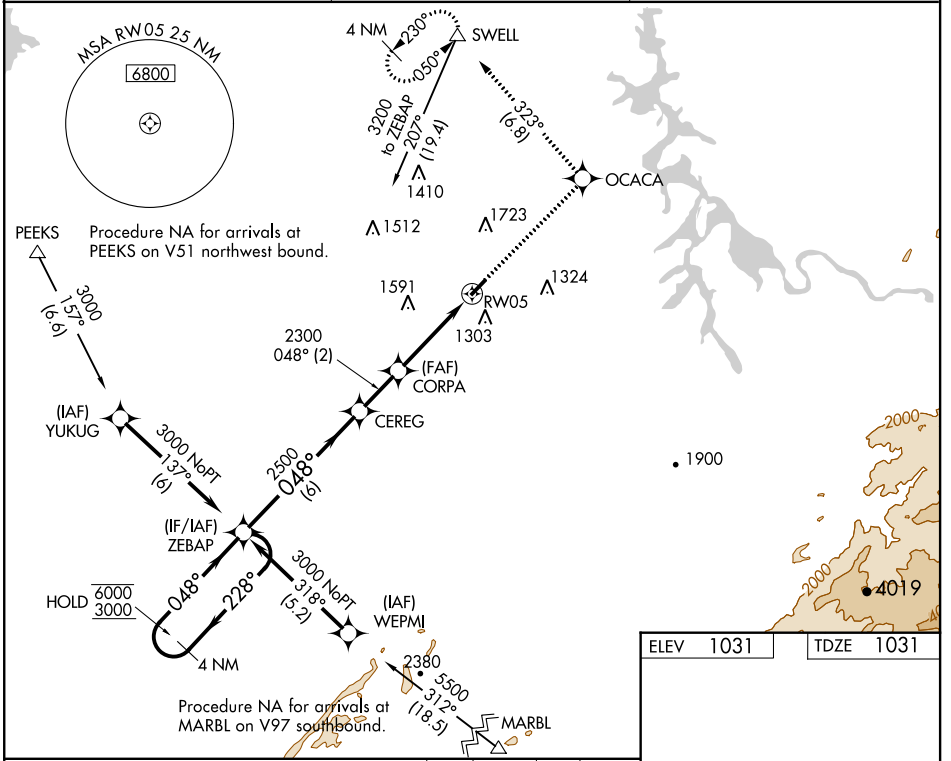 MSA RW05 25 NM
6800
4 NM
230°
050°
SWELL
3200
to ZEBAP
207°
(19.4)
323°
(6.8)
OCACA
1410
1512
1723
PEEKS
Procedure NA for arrivals at
PEEKS on V51 northwest bound.
3000
157°
(6.6)
1591
RW05
1324
1303
2300
048° (2)
(FAF)
CORPA
CEREG
(IAF)
YUKUG
3000 NoPT
137°
(6)
2500
048°
(6)
1900
2000
(IF/IAF)
ZEBAP
3000 NoPT
318°
(5.2)
HOLD
6000
3000
048°
228°
4 NM
(IAF)
WEPMI
2000
4019
2380
5500
312°
(18.5)
MARBL
Procedure NA for arrivals at
MARBL on V97 southbound.
ELEV 1031
TDZE 1031